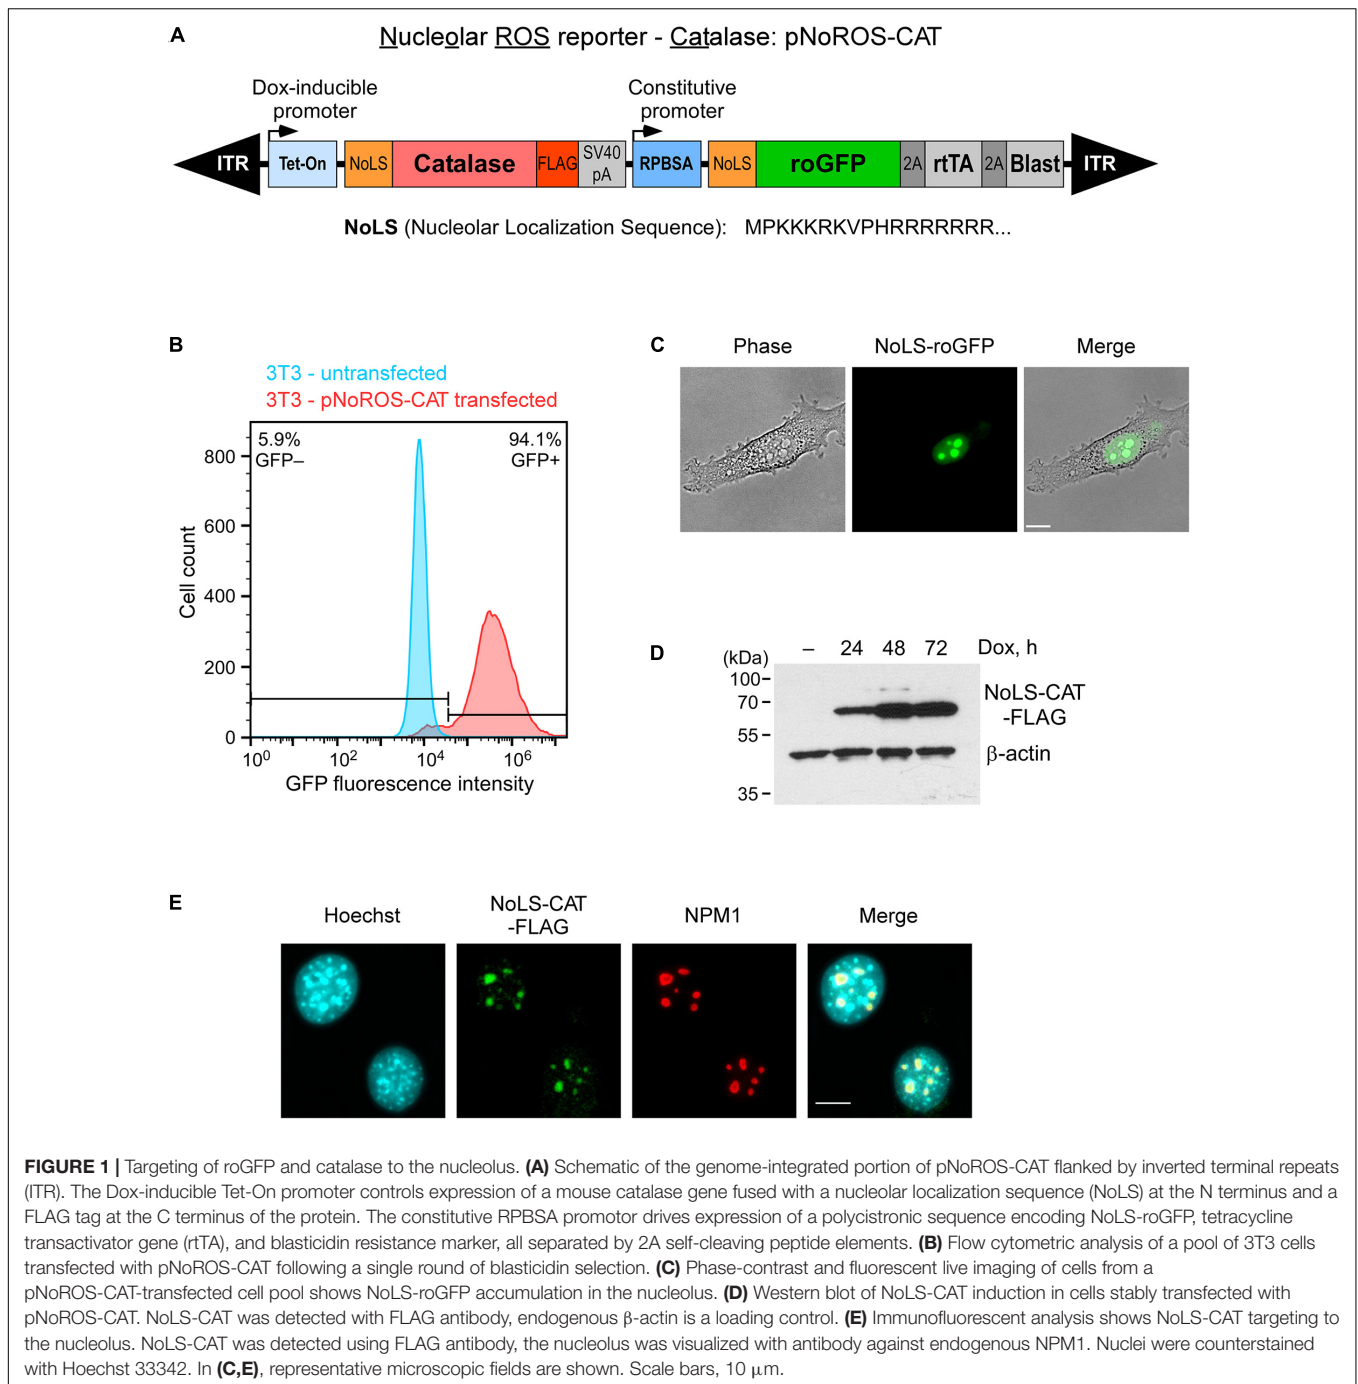 A
Nucleolar ROS reporter - Catalase: pNoROS-CAT
Dox-inducible
promoter
Constitutive
promoter
ITR
Tet-On
NoLS
Catalase
FLAG
SV40
pA
RPBSA
NoLS
roGFP
2A
rtTA
2A
Blast
ITR
NoLS (Nucleolar Localization Sequence): MPKKKRKVPHRRRRRRR...
B
3T3 - untransfected
3T3 - pNoROS-CAT transfected
5.9%
GFP–
94.1%
GFP+
800
600
400
200
0
Cell count
10⁰ 10² 10⁴ 10⁶
GFP fluorescence intensity
C
Phase NoLS-roGFP Merge
D
– 24 48 72 Dox, h
(kDa)
100
70
55
35
NoLS-CAT
-FLAG
β-actin
E
Hoechst
NoLS-CAT
-FLAG
NPM1
Merge
FIGURE 1 | Targeting of roGFP and catalase to the nucleolus. (A) Schematic of the genome-integrated portion of pNoROS-CAT flanked by inverted terminal repeats
(ITR). The Dox-inducible Tet-On promoter controls expression of a mouse catalase gene fused with a nucleolar localization sequence (NoLS) at the N terminus and a
FLAG tag at the C terminus of the protein. The constitutive RPBSA promotor drives expression of a polycistronic sequence encoding NoLS-roGFP, tetracycline
transactivator gene (rtTA), and blasticidin resistance marker, all separated by 2A self-cleaving peptide elements. (B) Flow cytometric analysis of a pool of 3T3 cells
transfected with pNoROS-CAT following a single round of blasticidin selection. (C) Phase-contrast and fluorescent live imaging of cells from a
pNoROS-CAT-transfected cell pool shows NoLS-roGFP accumulation in the nucleolus. (D) Western blot of NoLS-CAT induction in cells stably transfected with
pNoROS-CAT. NoLS-CAT was detected with FLAG antibody, endogenous β-actin is a loading control. (E) Immunofluorescent analysis shows NoLS-CAT targeting to
the nucleolus. NoLS-CAT was detected using FLAG antibody, the nucleolus was visualized with antibody against endogenous NPM1. Nuclei were counterstained
with Hoechst 33342. In (C,E), representative microscopic fields are shown. Scale bars, 10 μm.